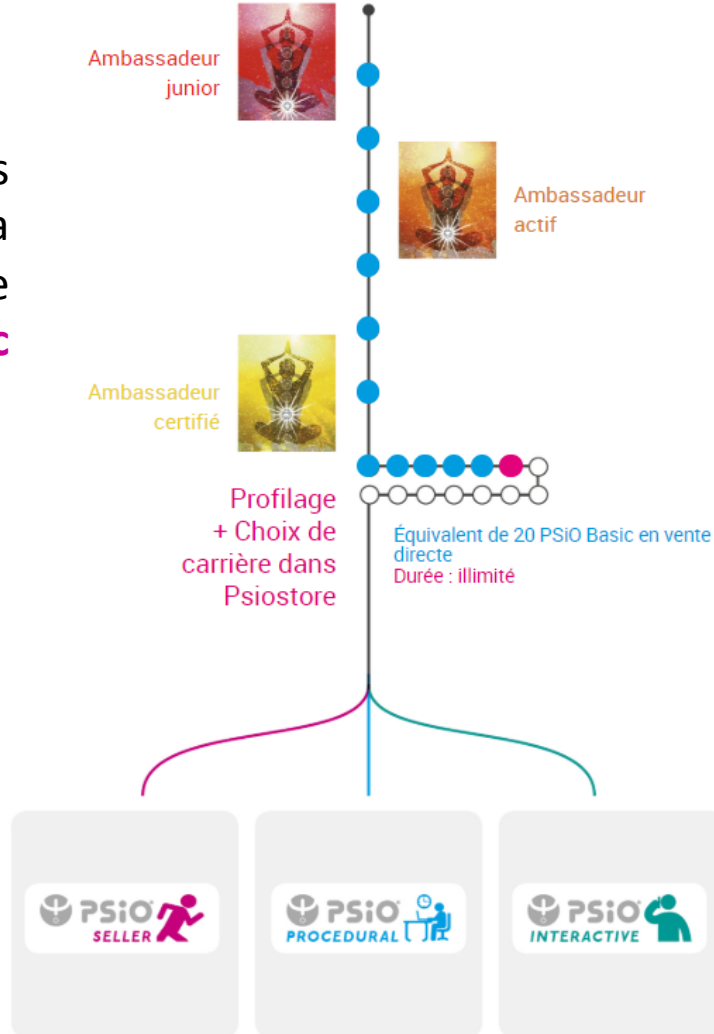 Ambassadeur
junior
s
a
e
c
Ambassadeur
actif
Ambassadeur
certifié
Profilage
+ Choix de
carrière dans
Psiostore
Équivalent de 20 PSiO Basic en vente
directe
Durée : illimité
PSiO
SELLER
PSiO
PROCEDURAL
PSiO
INTERACTIVE